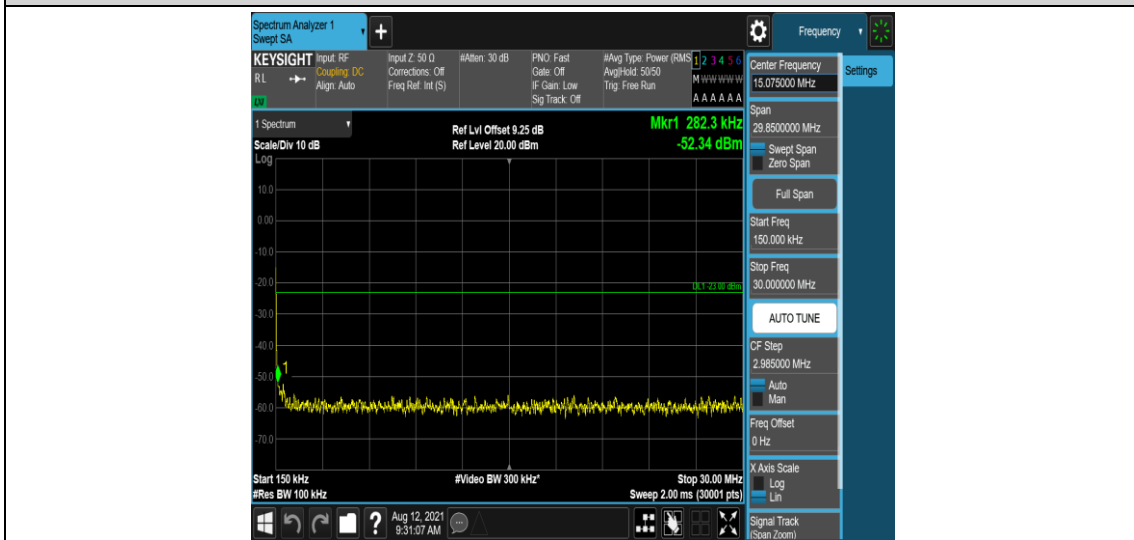 Spectrum Analyzer 1
Swept SA
Frequency
KEYSIGHT
RL
LXI
Input: RF
Coupling: DC
Align: Auto
Input Z: 50 Ω
Corrections: Off
Freq Ref: Int (S)
#Atten: 30 dB
PNO: Fast
Gate: Off
IF Gain: Low
Sig Track: Off
#Avg Type: Power (RMS
Avg|Hold: 50/50
Trig: Free Run
1 2 3 4 5 6
M W W W W W
A A A A A A
1 Spectrum
Scale/Div 10 dB
Ref Lvl Offset 9.25 dB
Ref Level 20.00 dBm
Mkr1 282.3 kHz
-52.34 dBm
Log
10.0
0.00
-10.0
-20.0
DL1 -23.00 dBm
-30.0
-40.0
1
-50.0
-60.0
-70.0
Start 150 kHz
#Res BW 100 kHz
#Video BW 300 kHz*
Stop 30.00 MHz
Sweep 2.00 ms (30001 pts)
Aug 12, 2021
9:31:07 AM
?
Center Frequency
15.075000 MHz
Settings
Span
29.8500000 MHz
Swept Span
Zero Span
Full Span
Start Freq
150.000 kHz
Stop Freq
30.000000 MHz
AUTO TUNE
CF Step
2.985000 MHz
Auto
Man
Freq Offset
0 Hz
X Axis Scale
Log
Lin
Signal Track
(Span Zoom)